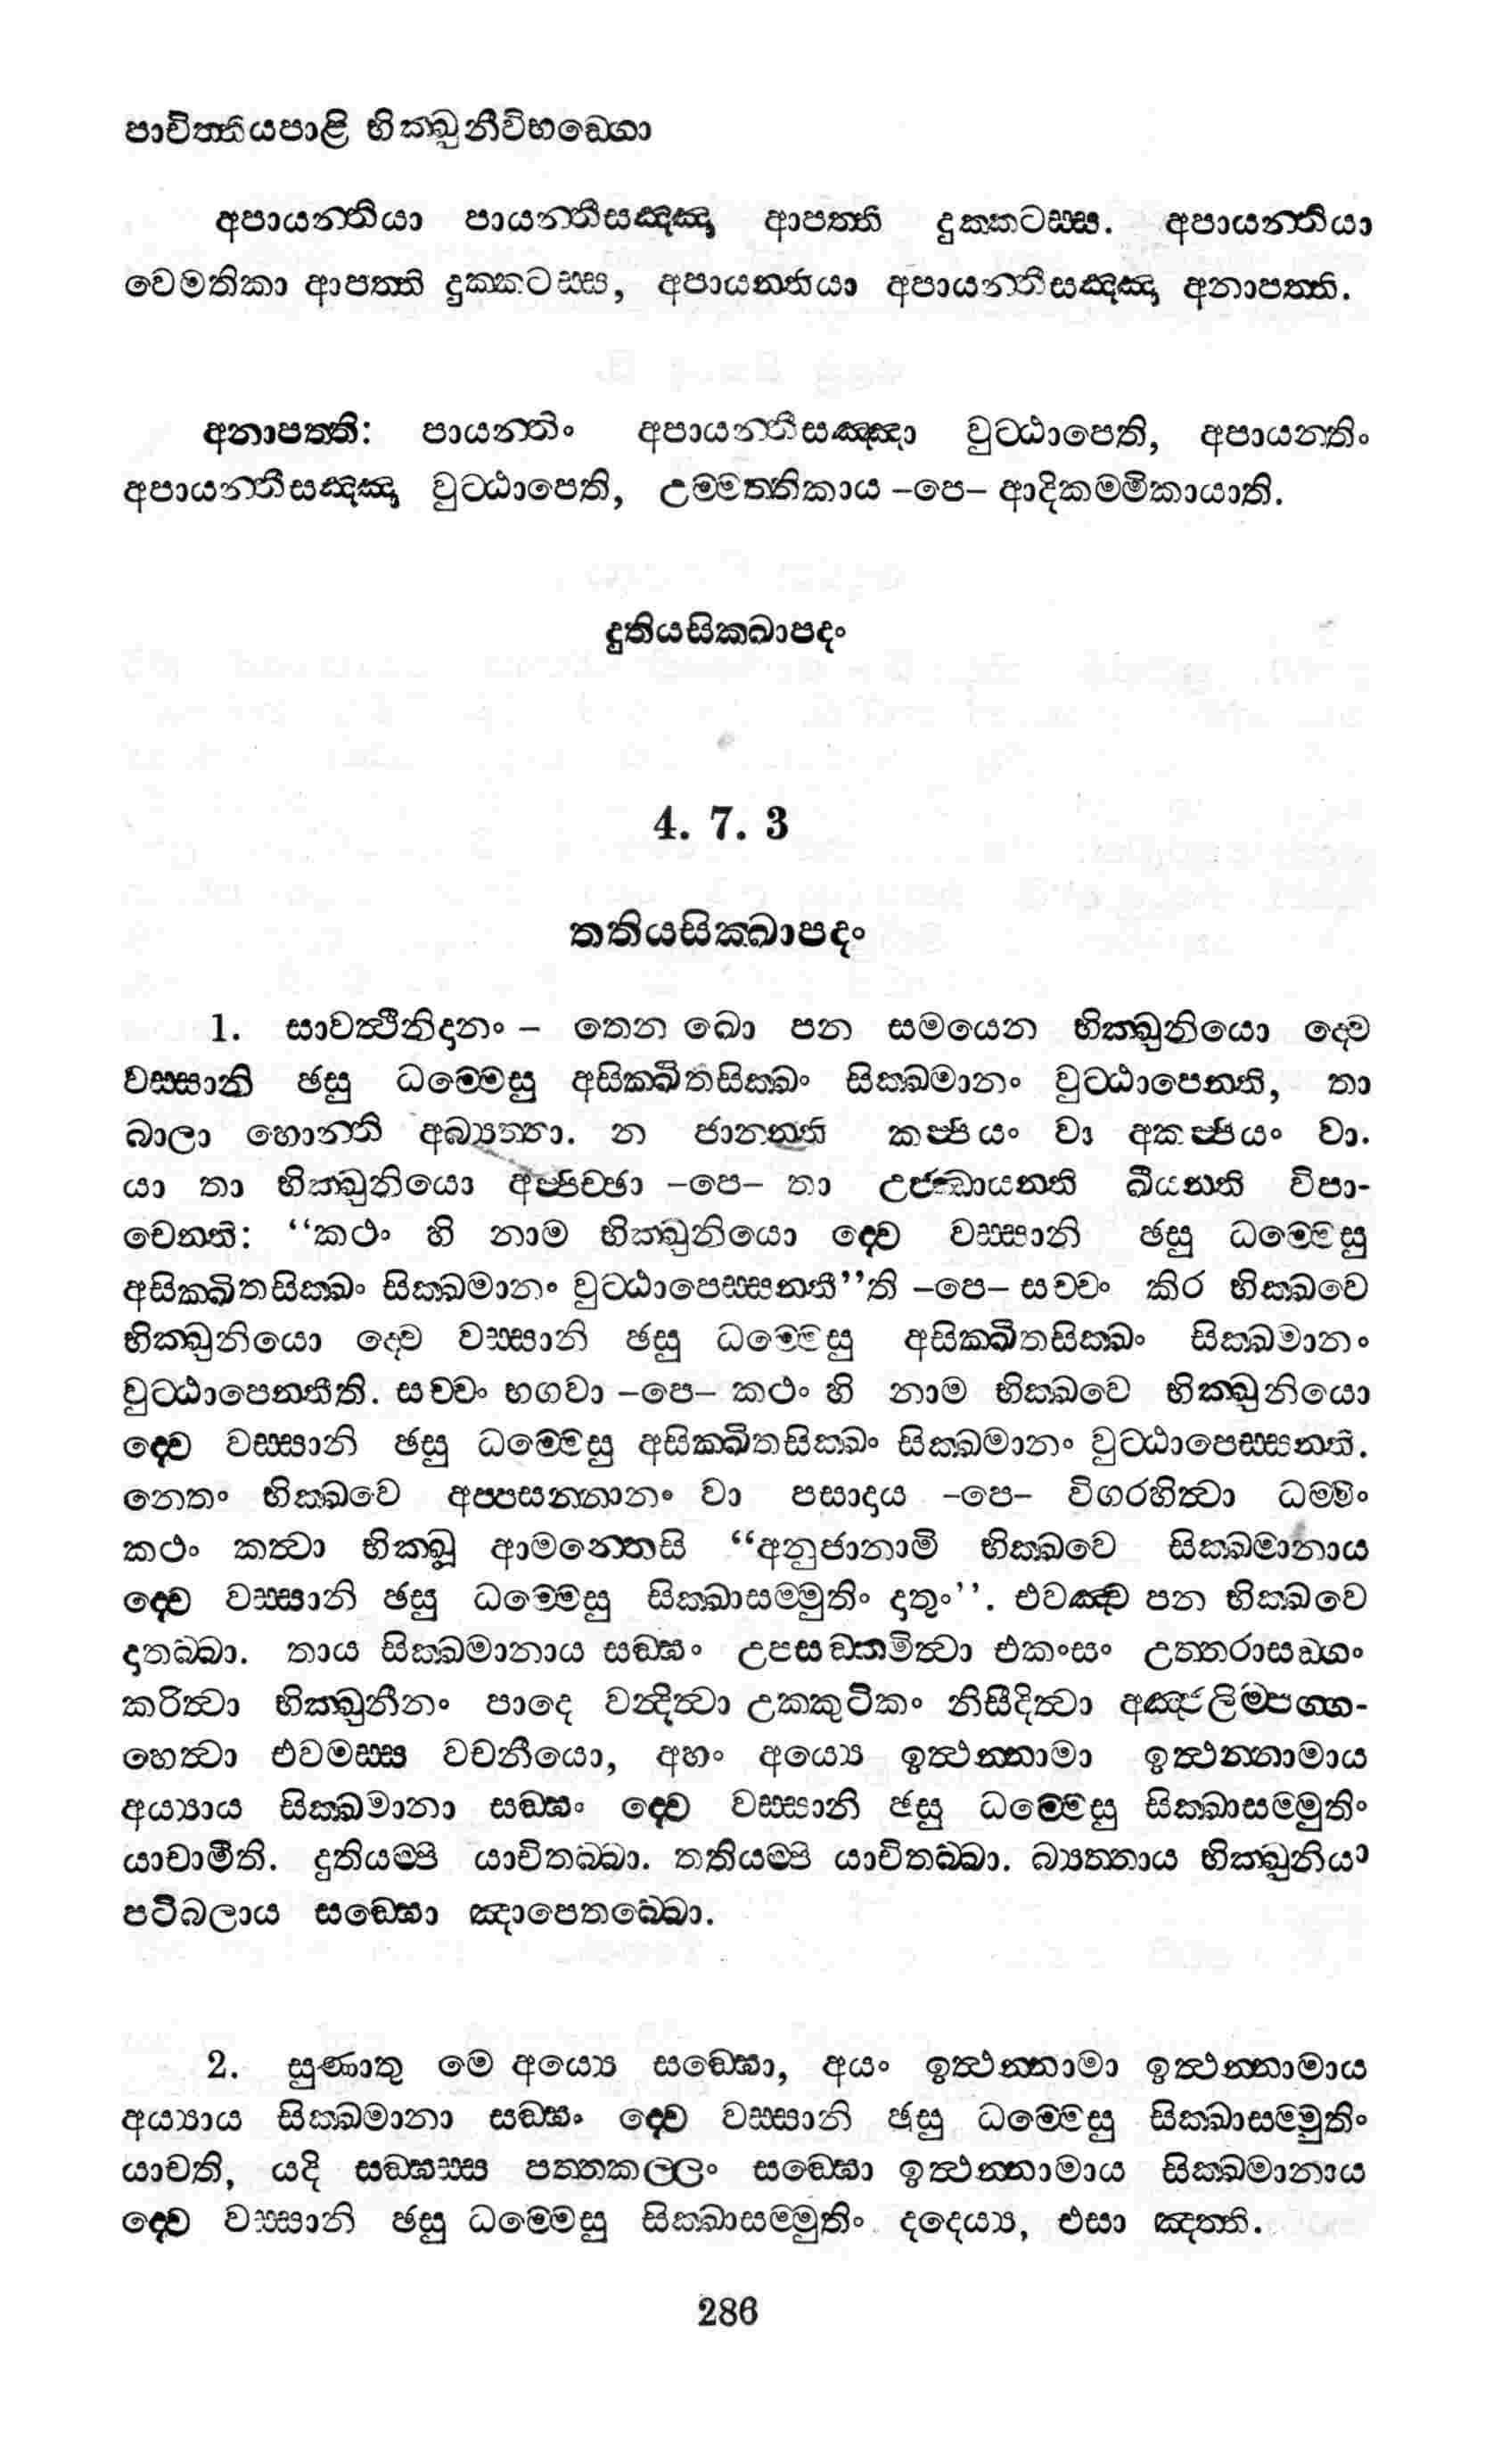 පාචිත්තියපාළි භික්ඛුනීවිභඞ්ගො
අපායන්තියා පායන්තීසඤ්ඤා ආපත්ති දුක්කටස්ස. අපායන්තියා
වෙමතිකා ආපත්ති දුක්කටස්ස, අපායන්තියා අපායන්තීසඤ්ඤා අනාපත්ති.
අනාපත්ති: පායන්තිං අපායන්තීසඤ්ඤා වුට්ඨාපෙති, අපායන්තිං
අපායන්තීසඤ්ඤා වුට්ඨාපෙති, උම්මත්තිකාය –පෙ– ආදිකම්මිකායාති.
දුතියසික්ඛාපදං
4. 7. 3
තතියසික්ඛාපදං
1. සාවත්ථීනිදානං – තෙන ඛො පන සමයෙන භික්ඛුනියො ද්වෙ
වස්සානි ඡසු ධම්මෙසු අසික්ඛිතසික්ඛං සික්ඛමානං වුට්ඨාපෙන්ති, තා
බාලා හොන්ති අබ්‍යත්තා. න ජානන්ති කප්පියං වා අකප්පියං වා.
යා තා භික්ඛුනියො අප්පිච්ඡා –පෙ– තා උජ්ඣායන්ති ඛීයන්ති විපා-
චෙන්ති: “කථං හි නාම භික්ඛුනියො ද්වෙ වස්සානි ඡසු ධම්මෙසු
අසික්ඛිතසික්ඛං සික්ඛමානං වුට්ඨාපෙස්සන්තී”ති –පෙ– සච්චං කිර භික්ඛවෙ
භික්ඛුනියො ද්වෙ වස්සානි ඡසු ධම්මෙසු අසික්ඛිතසික්ඛං සික්ඛමානං
වුට්ඨාපෙන්තීති. සච්චං භගවා –පෙ– කථං හි නාම භික්ඛවෙ භික්ඛුනියො
ද්වෙ වස්සානි ඡසු ධම්මෙසු අසික්ඛිතසික්ඛං සික්ඛමානං වුට්ඨාපෙස්සන්ති.
නෙතං භික්ඛවෙ අප්පසන්නානං වා පසාදාය –පෙ– විගරහිත්වා ධම්මිං
කථං කත්වා භික්ඛූ ආමන්තෙසි “අනුජානාමි භික්ඛවෙ සික්ඛමානාය
ද්වෙ වස්සානි ඡසු ධම්මෙසු සික්ඛාසම්මුතිං දාතුං”. එවඤ්ච පන භික්ඛවෙ
දාතබ්බා. තාය සික්ඛමානාය සඞ්ඝං උපසඞ්කමිත්වා එකංසං උත්තරාසඞ්ගං
කරිත්වා භික්ඛුනීනං පාදෙ වන්දිත්වා උක්කුටිකං නිසීදිත්වා අඤ්ජලිම්පග්ග-
හෙත්වා එවමස්ස වචනීයො, අහං අය්‍යෙ ඉත්ථන්නාමා ඉත්ථන්නාමාය
අය්‍යාය සික්ඛමානා සඞ්ඝං ද්වෙ වස්සානි ඡසු ධම්මෙසු සික්ඛාසම්මුතිං
යාචාමීති. දුතියම්පි යාචිතබ්බා. තතියම්පි යාචිතබ්බා. බ්‍යත්තාය භික්ඛුනියා
පටිබලාය සඞ්ඝො ඤාපෙතබ්බො.
2. සුණාතු මෙ අය්‍යෙ සඞ්ඝො, අයං ඉත්ථන්නාමා ඉත්ථන්නාමාය
අය්‍යාය සික්ඛමානා සඞ්ඝං ද්වෙ වස්සානි ඡසු ධම්මෙසු සික්ඛාසම්මුතිං
යාචති, යදි සඞ්ඝස්ස පත්තකල්ලං සඞ්ඝො ඉත්ථන්නාමාය සික්ඛමානාය
ද්වෙ වස්සානි ඡසු ධම්මෙසු සික්ඛාසම්මුතිං දදෙය්‍ය, එසා ඤත්ති.
286